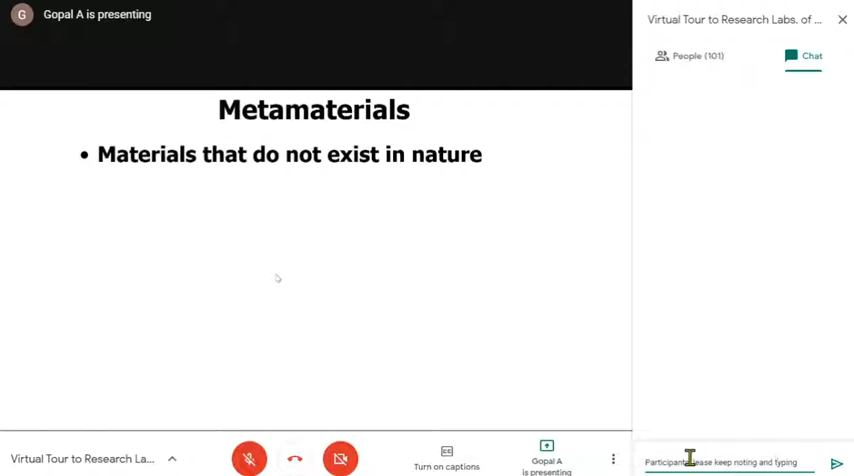 G Gopal A is presenting
Virtual Tour to Research Labs. of ...
People (101)
Chat
Metamaterials
• Materials that do not exist in nature
Participants please keep noting and typing
Virtual Tour to Research La...
Turn on captions
Gopal A
is presenting